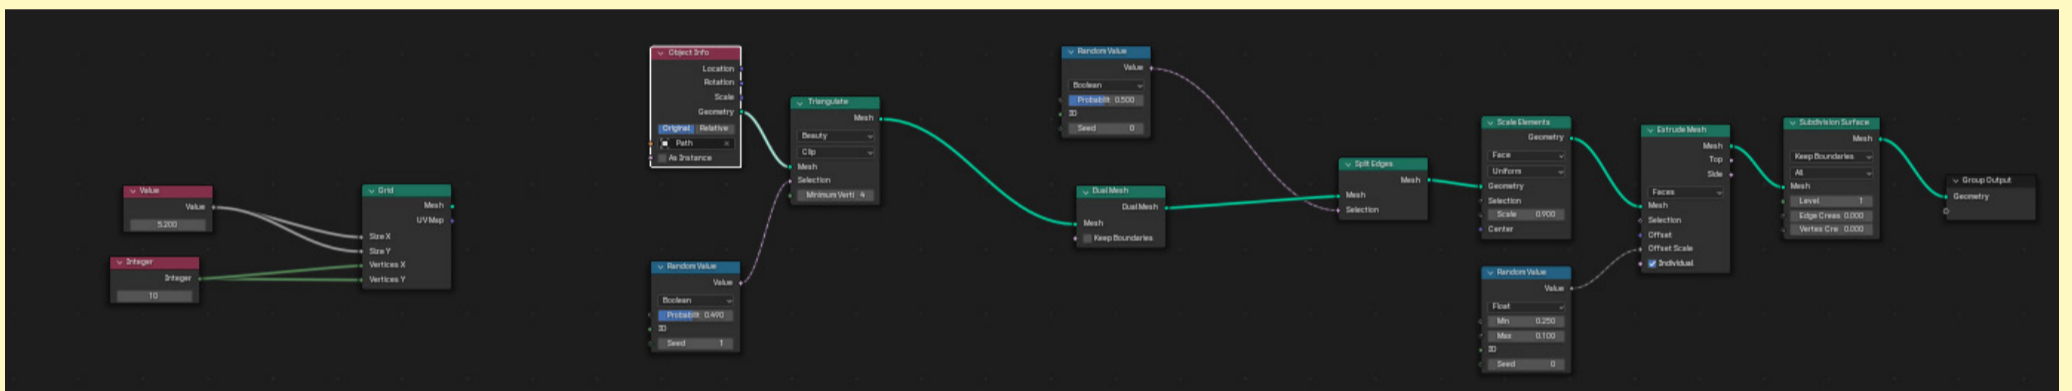 Value
Value
5.200
Integer
Integer
10
Grid
Mesh
UV Map
Size X
Size Y
Vertices X
Vertices Y
Object Info
Location
Rotation
Scale
Geometry
Original Relative
Path
As Instance
Random Value
Value
Boolean
Probabilit 0.490
ID
Seed 1
Triangulate
Mesh
Beauty
Clip
Mesh
Selection
Minimum Verti 4
Random Value
Value
Boolean
Probabilit 0.500
ID
Seed 0
Dual Mesh
Dual Mesh
Mesh
Keep Boundaries
Split Edges
Mesh
Mesh
Selection
Scale Elements
Geometry
Face
Uniform
Geometry
Selection
Scale 0.900
Center
Random Value
Value
Float
Min 0.250
Max 0.100
ID
Seed 0
Extrude Mesh
Mesh
Top
Side
Faces
Mesh
Selection
Offset
Offset Scale
Individual
Subdivision Surface
Mesh
Keep Boundaries
All
Mesh
Level 1
Edge Creas 0.000
Vertex Cre 0.000
Group Output
Geometry